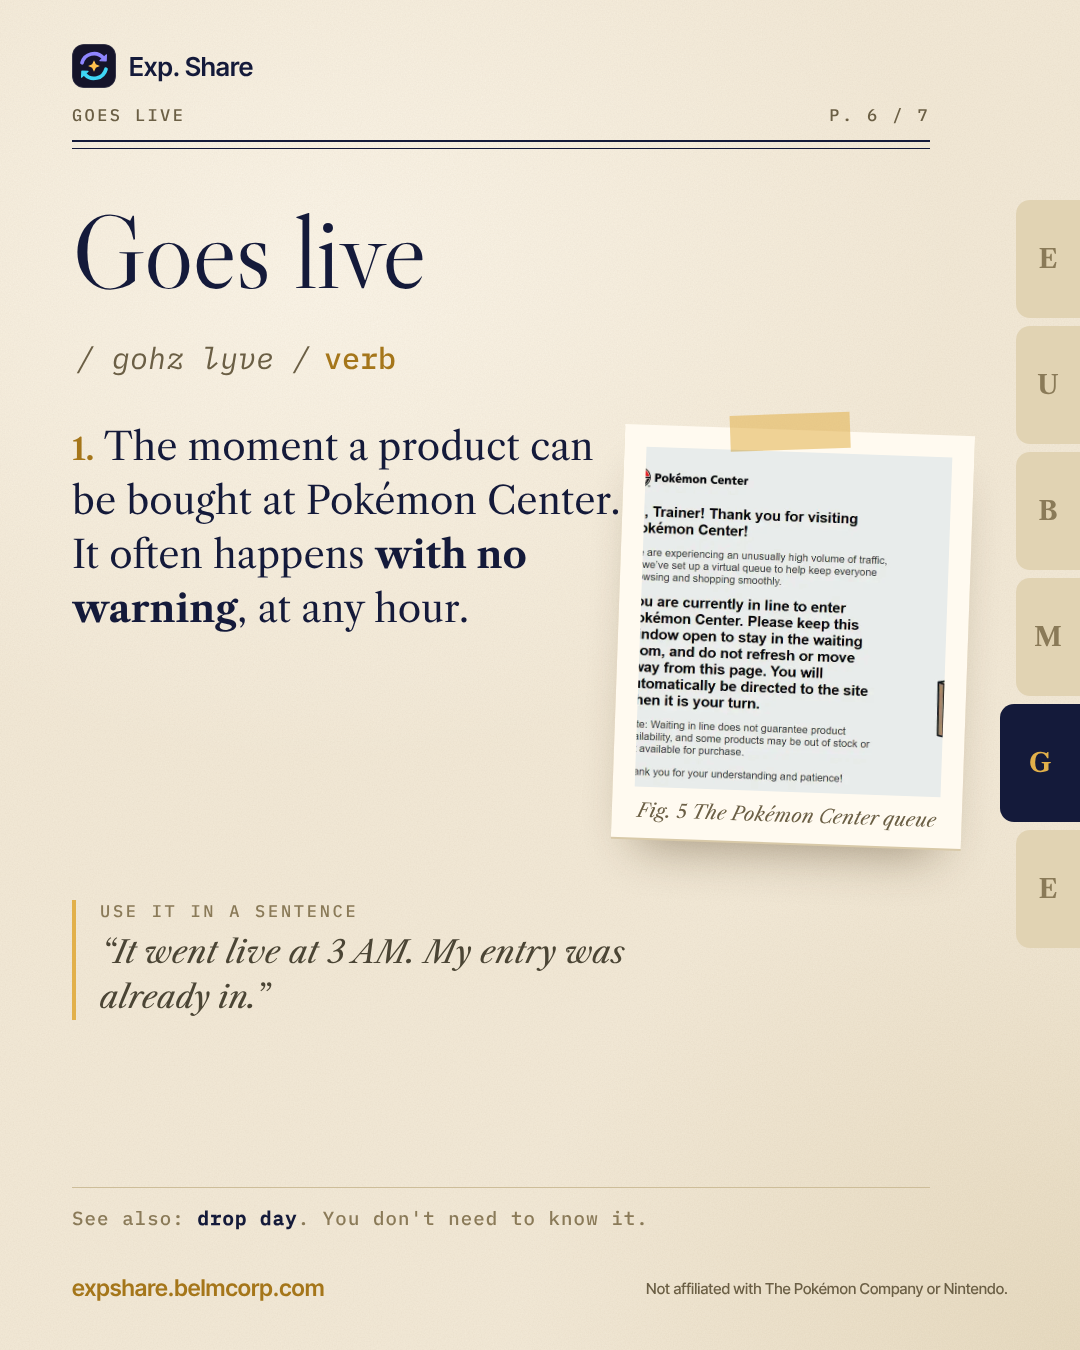 Exp. Share
GOES LIVE
P. 6 / 7
Goes live
/ gohz lyve / verb
1. The moment a product can
be bought at Pokémon Center.
It often happens with no
warning, at any hour.
Pokémon Center
, Trainer! Thank you for visiting
okémon Center!
are experiencing an unusually high volume of traffic,
we've set up a virtual queue to help keep everyone
wsing and shopping smoothly.
ou are currently in line to enter
okémon Center. Please keep this
ndow open to stay in the waiting
om, and do not refresh or move
way from this page. You will
utomatically be directed to the site
hen it is your turn.
te: Waiting in line does not guarantee product
ailability, and some products may be out of stock or
available for purchase.
ank you for your understanding and patience!
Fig. 5 The Pokémon Center queue
USE IT IN A SENTENCE
“It went live at 3 AM. My entry was
already in.”
E
U
B
M
G
E
See also: drop day. You don't need to know it.
expshare.belmcorp.com
Not affiliated with The Pokémon Company or Nintendo.